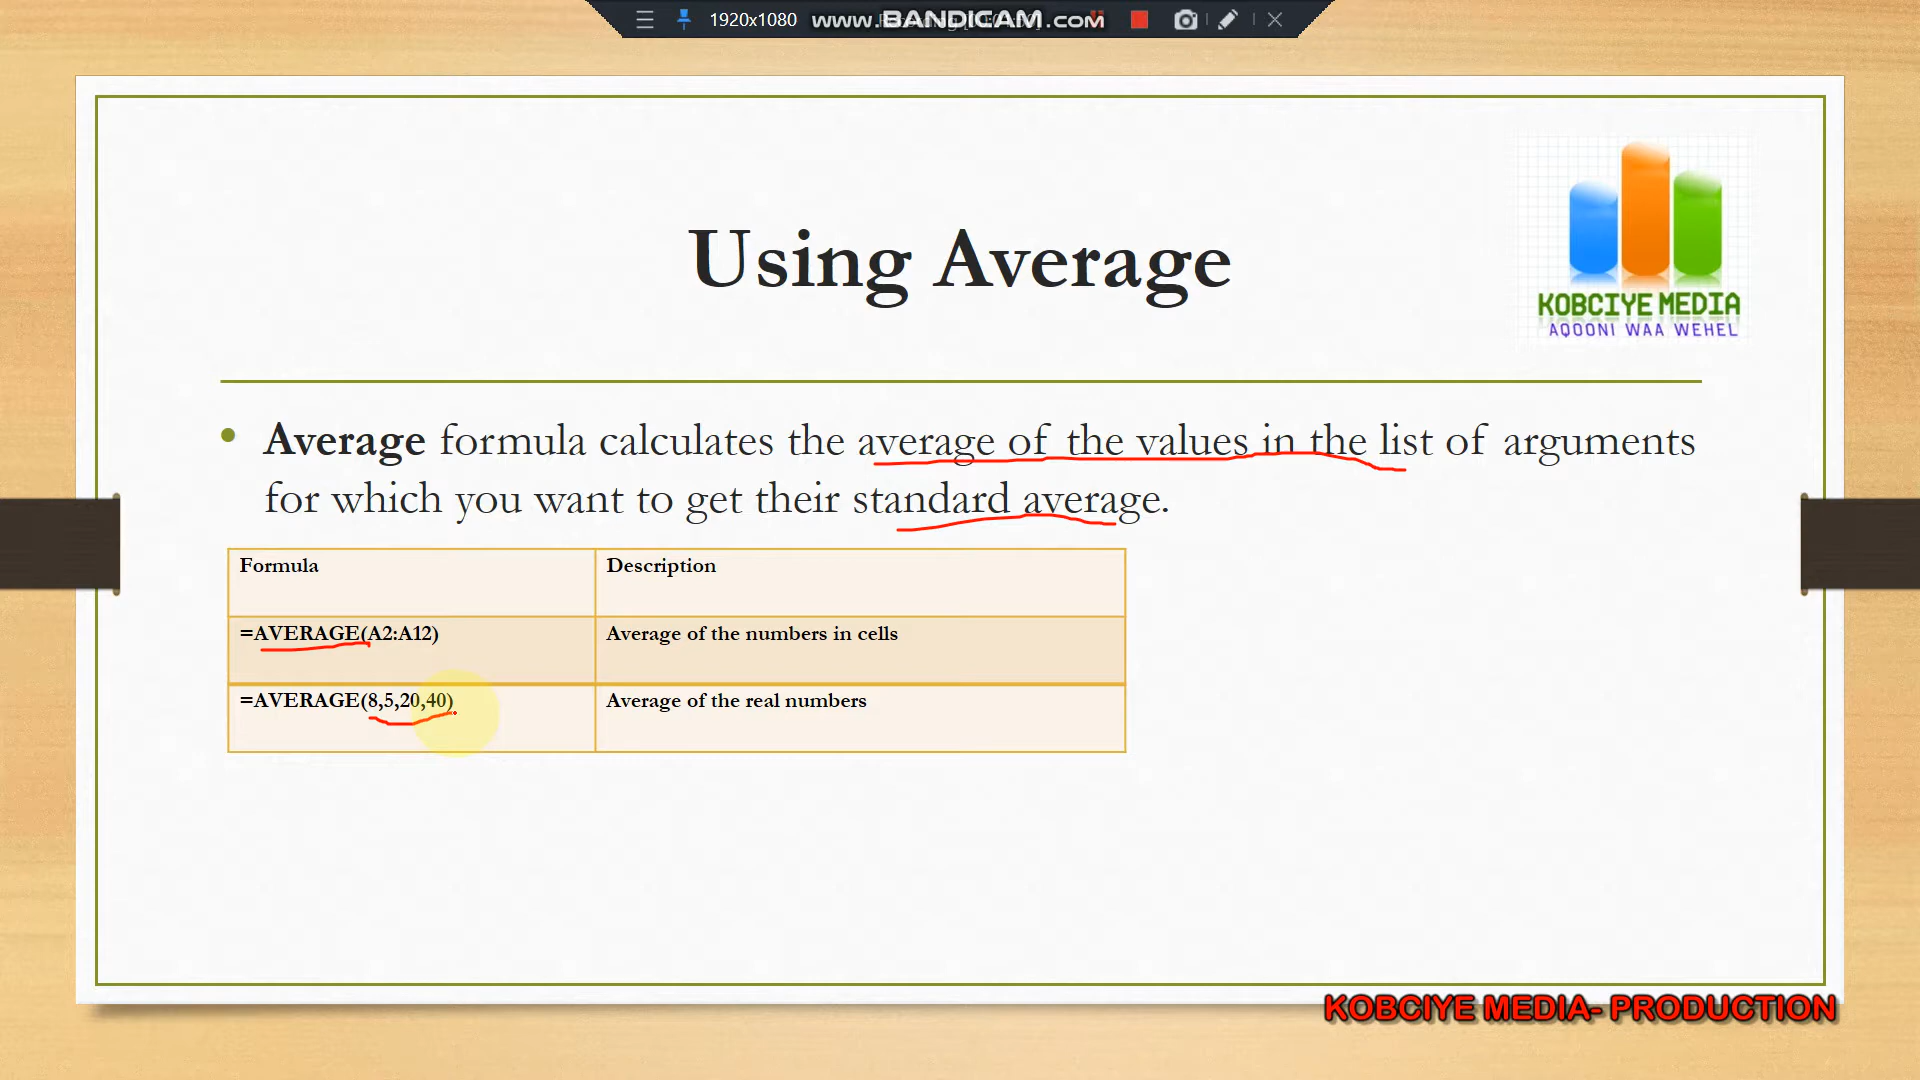 1920x1080 www.BANDICAM.com
Using Average
KOBCIYE MEDIA
AQOONI WAA WEHEL
• Average formula calculates the average of the values in the list of arguments
for which you want to get their standard average.
Formula Description
=AVERAGE(A2:A12) Average of the numbers in cells
=AVERAGE(8,5,20,40) Average of the real numbers
KOBCIYE MEDIA- PRODUCTION